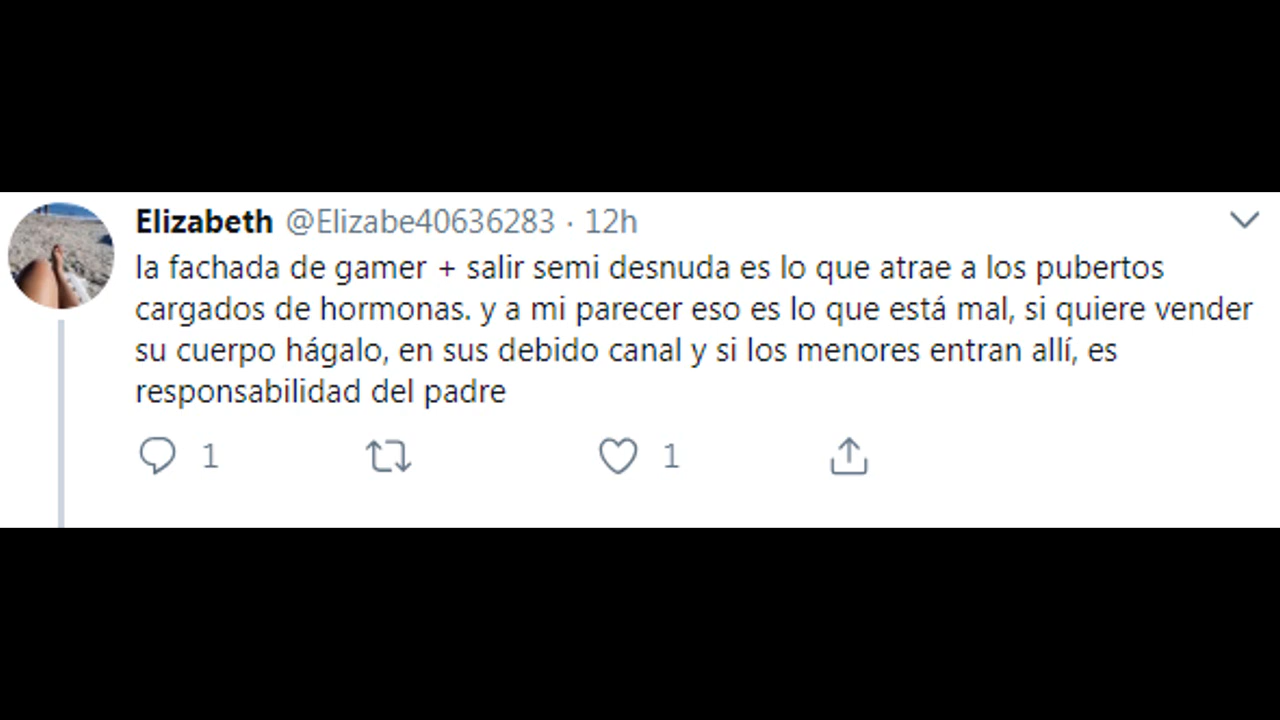 Elizabeth @Elizabe40636283 · 12h
la fachada de gamer + salir semi desnuda es lo que atrae a los pubertos
cargados de hormonas. y a mi parecer eso es lo que está mal, si quiere vender
su cuerpo hágalo, en sus debido canal y si los menores entran allí, es
responsabilidad del padre
1 1